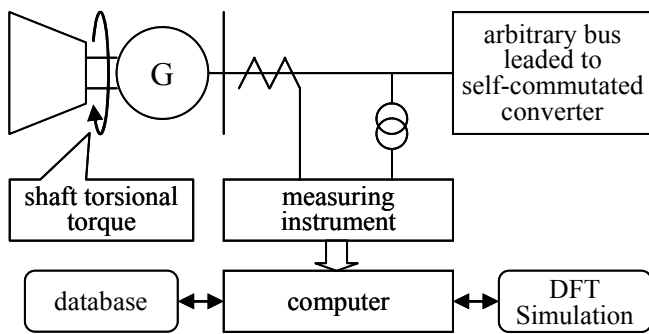 G
arbitrary bus
leaded to
self-commutated
converter
shaft torsional
torque
measuring
instrument
database
computer
DFT
Simulation